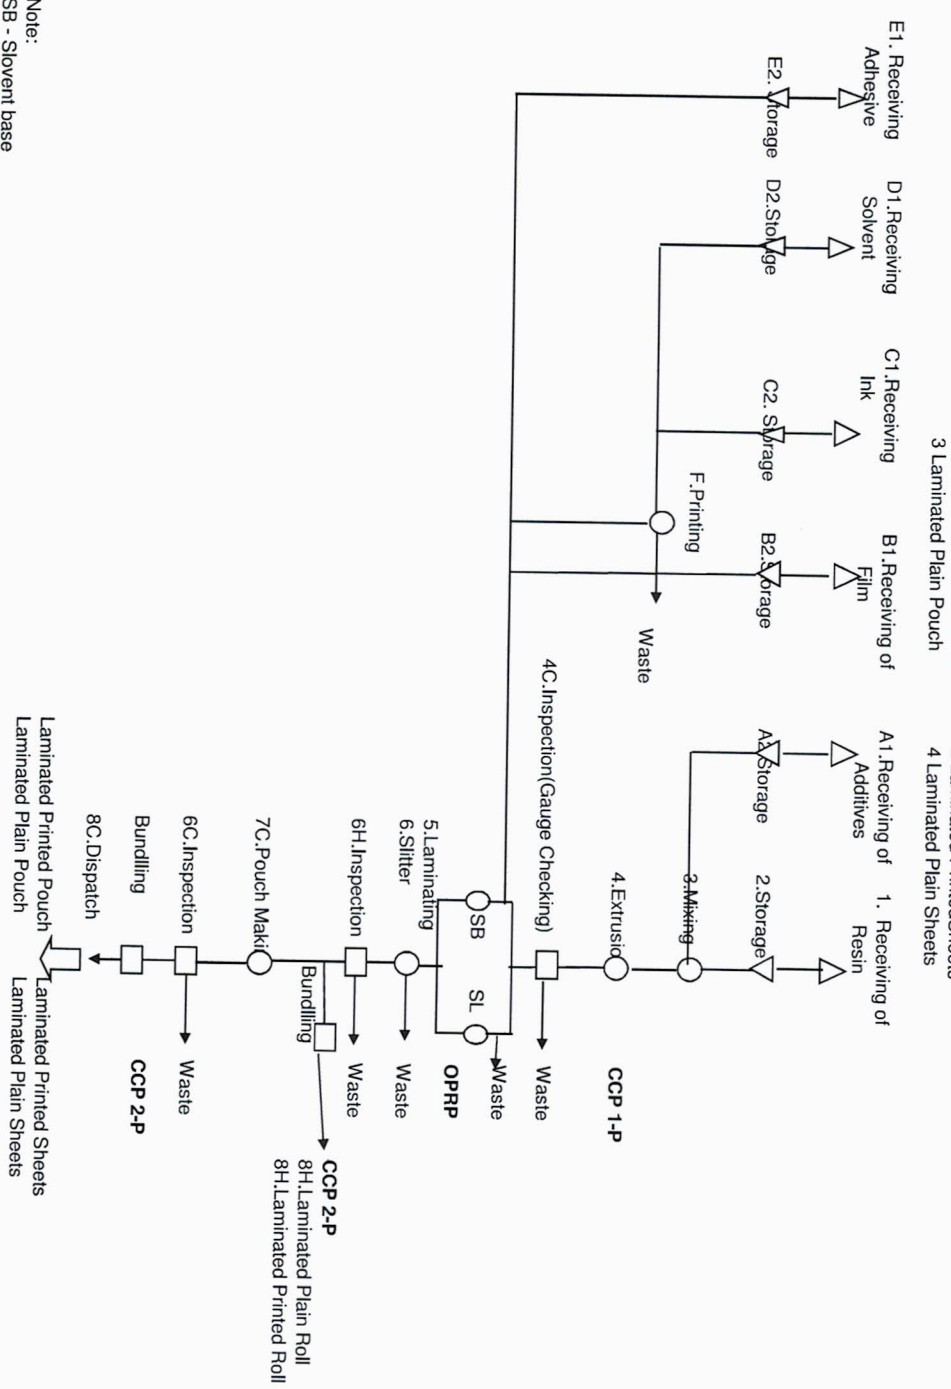 3 Laminated Plain Pouch
4 Laminated Plain Sheets
E1. Receiving
Adhesive
D1.Receiving
Solvent
C1.Receiving
Ink
B1.Receiving of
Film
A1.Receiving of
Additives
1. Receiving of
Resin
E2. Storage
D2.Storage
C2. Storage
B2.Storage
A2.Storage
2.Storage
F.Printing
3.Mixing
Waste
4.Extrusio
CCP 1-P
4C.Inspection(Gauge Checking)
Waste
Waste
SB
SL
5.Laminating
OPRP
6.Slitter
Waste
6H.Inspection
Waste
Bundlling
CCP 2-P
8H.Laminated Plain Roll
8H.Laminated Printed Roll
7C.Pouch Maki
6C.Inspection
Waste
Bundlling
CCP 2-P
8C.Dispatch
Laminated Printed Pouch
Laminated Printed Sheets
Laminated Plain Pouch
Laminated Plain Sheets
Note:
SB - Slovent base